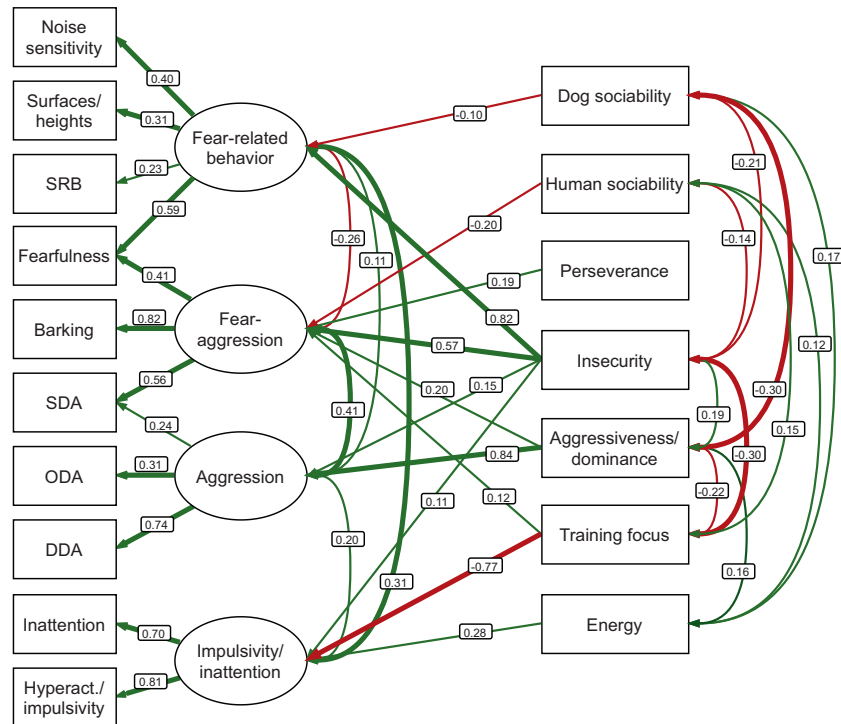 Noise
sensitivity
Surfaces/
heights
SRB
Fearfulness
Barking
SDA
ODA
DDA
Inattention
Hyperact./
impulsivity
0.40
0.31
0.23
0.59
0.41
0.82
0.56
0.24
0.31
0.74
0.70
0.81
Fear-related
behavior
Fear-
aggression
Aggression
Impulsivity/
inattention
-0.26
0.11
0.41
0.20
0.31
-0.10
-0.20
0.19
0.82
0.57
0.20
0.15
0.84
0.12
0.11
-0.77
0.28
Dog sociability
Human sociability
Perseverance
Insecurity
Aggressiveness/
dominance
Training focus
Energy
-0.21
-0.14
0.17
0.12
-0.30
0.19
0.15
-0.30
-0.22
0.16